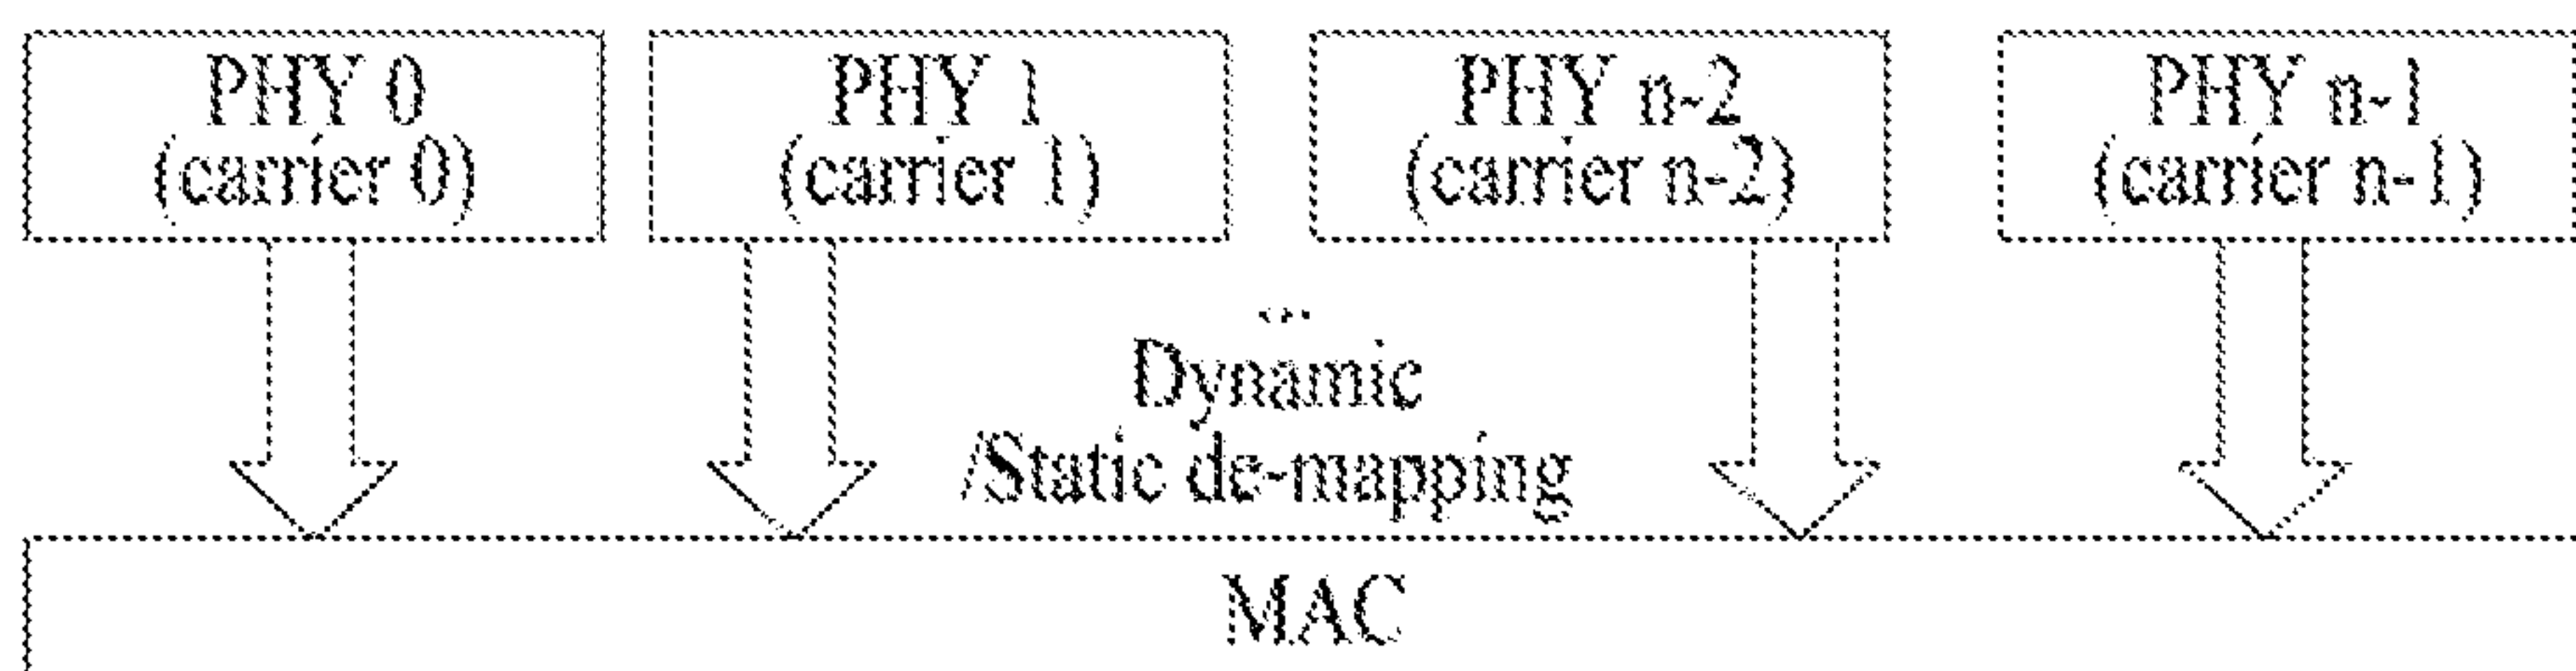 PHY 0
(carrier 0)
PHY 1
(carrier 1)
PHY n-2
(carrier n-2)
PHY n-1
(carrier n-1)
...
Dynamic
/Static de-mapping
MAC